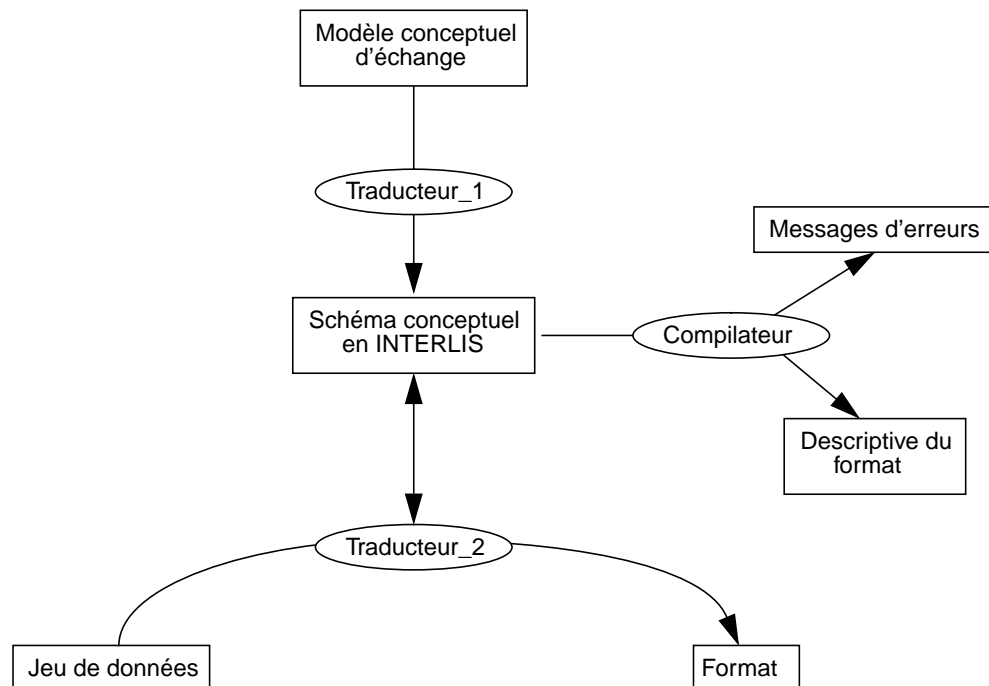 Modèle conceptuel
d'échange
Traducteur_1
Messages d'erreurs
Schéma conceptuel
en INTERLIS
Compilateur
Descriptive du
format
Traducteur_2
Jeu de données
Format